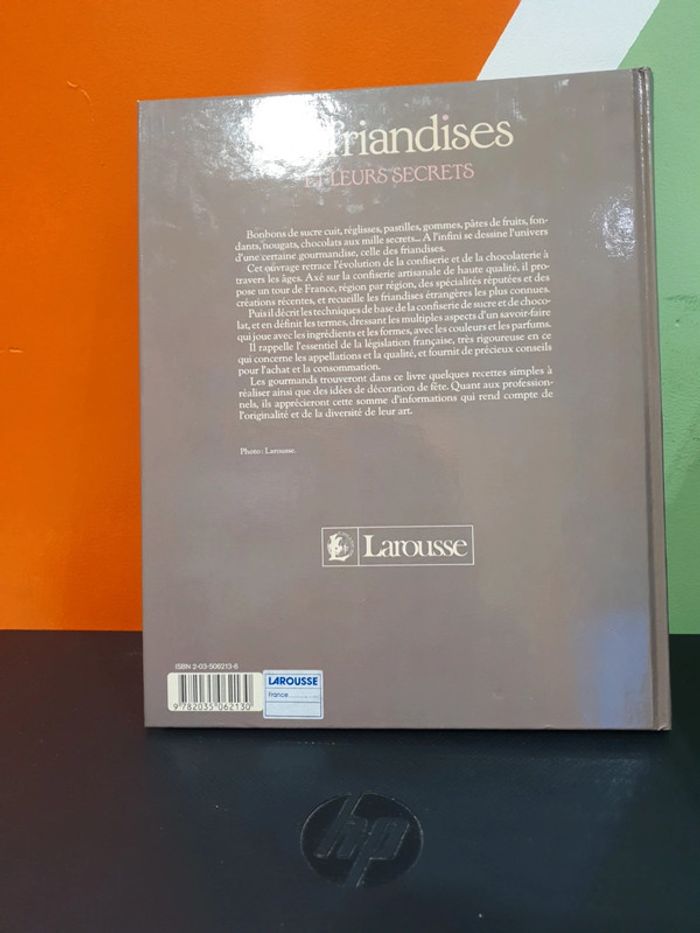 friandises
ET LEURS SECRETS
Bonbons de sucre cuit, réglisses, pastilles, gommes, pâtes de fruits, fon-
dants, nougats, chocolats aux mille secrets... A l'infini se dessine l'univers
d'une certaine gourmandise, celle des friandises.
Cet ouvrage retrace l'évolution de la confiserie et de la chocolaterie à
travers les âges. Axé sur la confiserie artisanale de haute qualité, il pro-
pose un tour de France, région par région, des spécialités réputées et des
créations récentes, et recueille les friandises étrangères les plus connues.
Puis il décrit les techniques de base de la confiserie de sucre et de choco-
lat, et en définit les termes, dressant les multiples aspects d'un savoir-faire
qui joue avec les ingrédients et les formes, avec les couleurs et les parfums.
Il rappelle l'essentiel de la législation française, très rigoureuse en ce
qui concerne les appellations et la qualité, et fournit de précieux conseils
pour l'achat et la consommation.
Les gourmands trouveront dans ce livre quelques recettes simples à
réaliser ainsi que des idées de décoration de fête. Quant aux profession-
nels, ils apprécieront cette somme d'informations qui rend compte de
l'originalité et de la diversité de leur art.
Photo : Larousse.
Larousse
ISBN 2-03-506213-6
9 782035 062130
LAROUSSE
France
hp